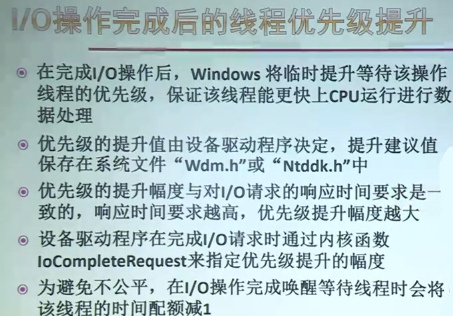 I/O操作完成后的线程优先级提升
在完成I/O操作后，Windows 将临时提升等待该操作
线程的优先级，保证该线程能更快上CPU运行进行数
据处理
优先级的提升值由设备驱动程序决定，提升建议值
保存在系统文件“Wdm.h”或“Ntddk.h”中
优先级的提升幅度与对I/O请求的响应时间要求是一
致的，响应时间要求越高，优先级提升幅度越大
设备驱动程序在完成I/O请求时通过内核函数
IoCompleteRequest来指定优先级提升的幅度
为避免不公平，在I/O操作完成唤醒等待线程时会将
该线程的时间配额减1